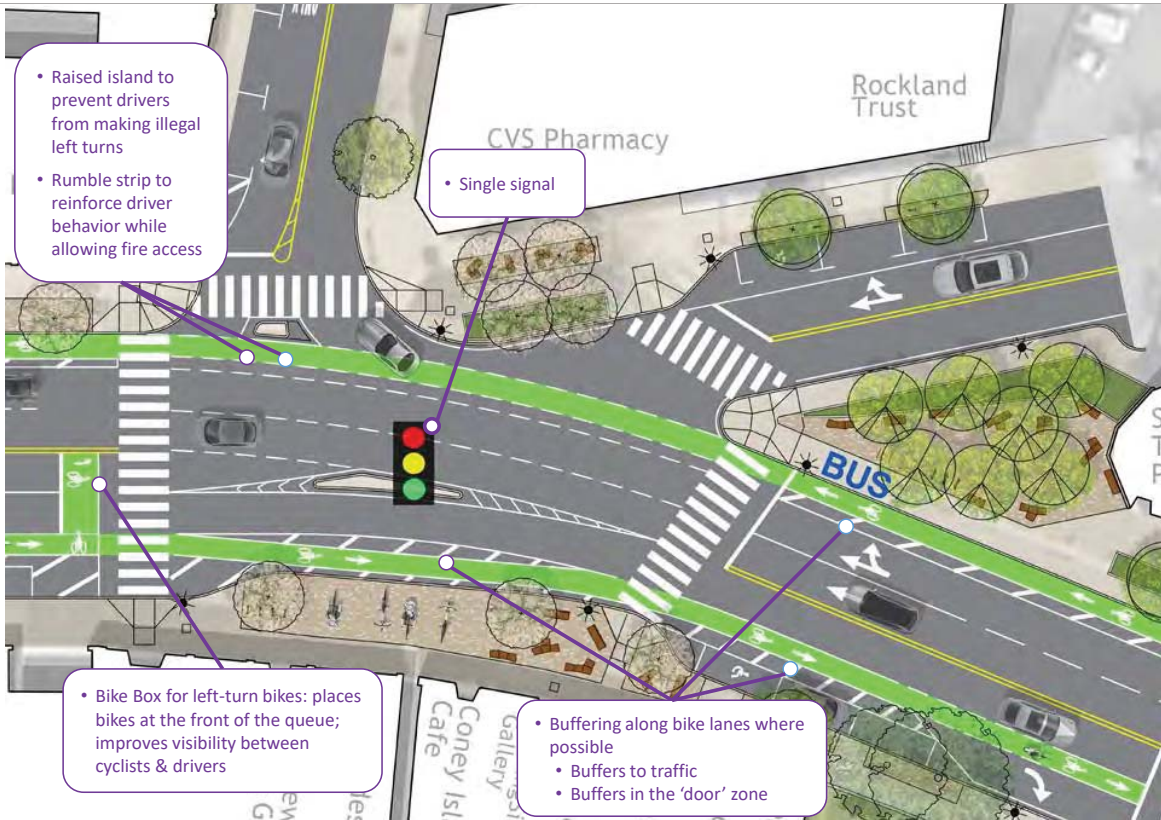 • Raised island to
prevent drivers
from making illegal
left turns
• Rumble strip to
reinforce driver
behavior while
allowing fire access
CVS Pharmacy
Rockland
Trust
• Single signal
BUS
• Bike Box for left-turn bikes: places
bikes at the front of the queue;
improves visibility between
cyclists & drivers
Coney Isl
Cafe
Gallery
• Buffering along bike lanes where
possible
• Buffers to traffic
• Buffers in the ‘door’ zone